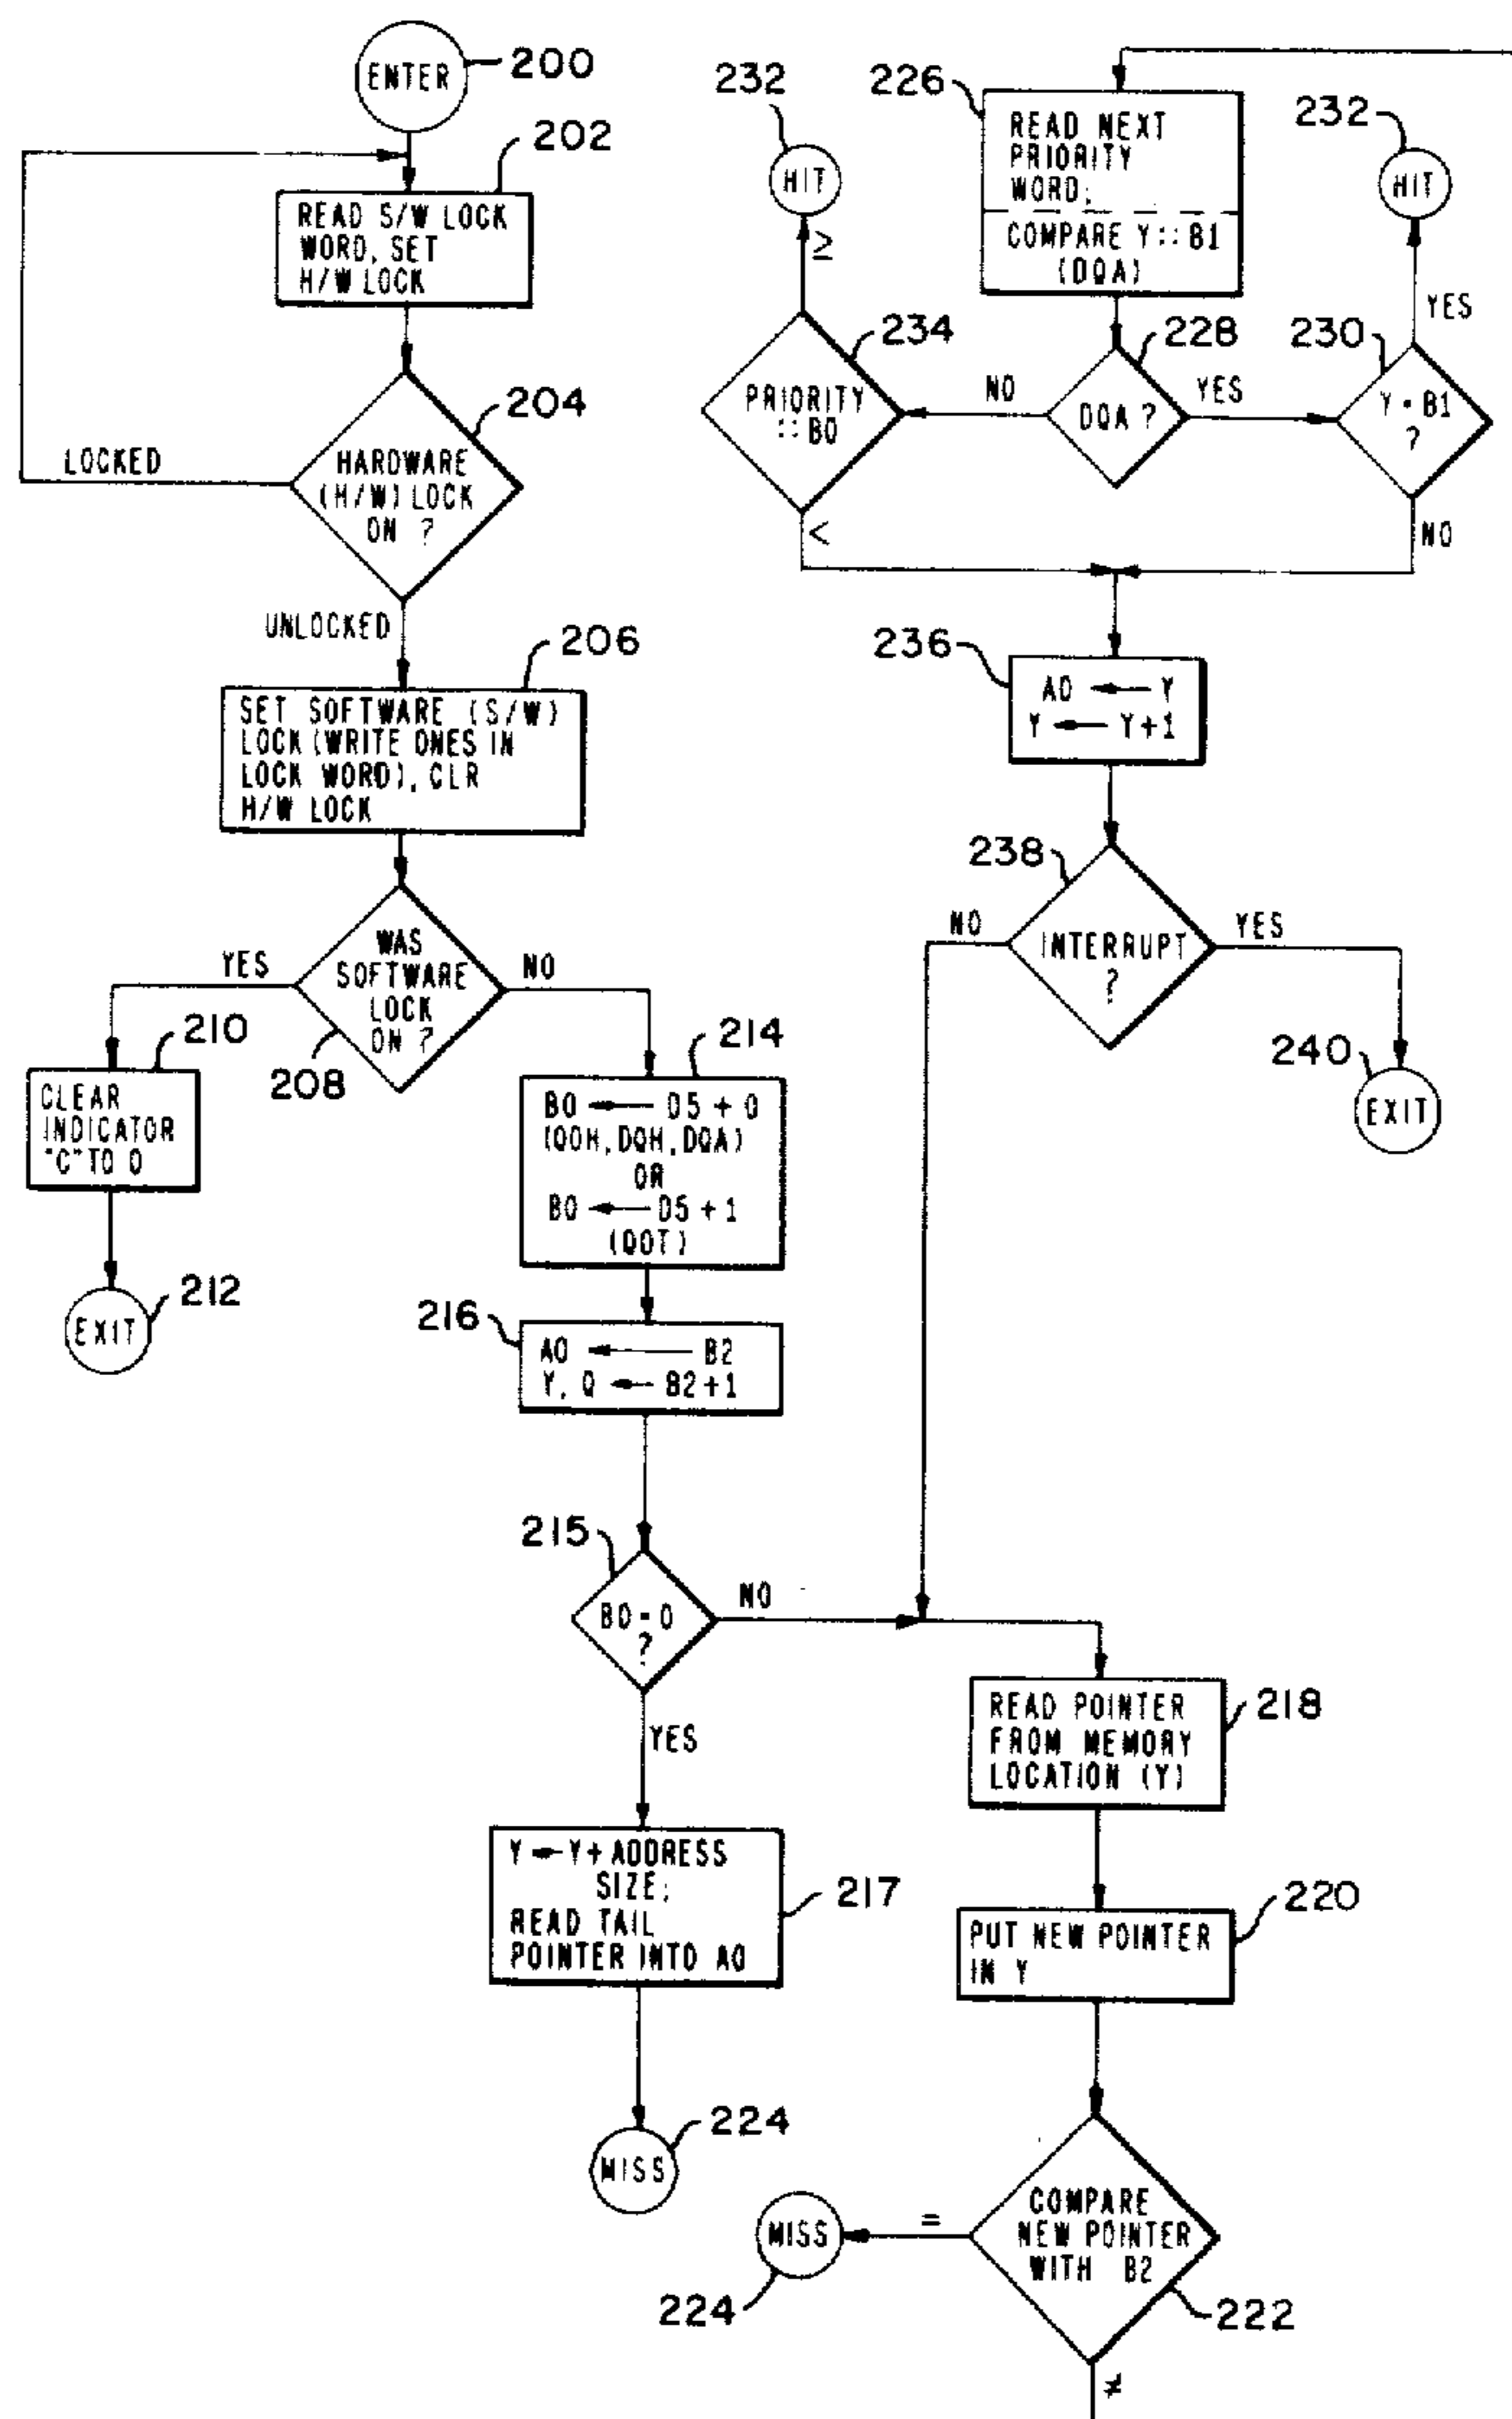 ENTER
200
202
READ S/W LOCK
WORD, SET
H/W LOCK
204
LOCKED
HARDWARE
(H/W) LOCK
ON ?
UNLOCKED
206
SET SOFTWARE (S/W)
LOCK (WRITE ONES IN
LOCK WORD), CLR
H/W LOCK
YES
WAS
SOFTWARE
LOCK
ON ?
NO
208
210
CLEAR
INDICATOR
"C" TO 0
212
EXIT
214
B0 ← D5 + 0
(QOH, DQH, DQA)
OR
B0 ← D5 + 1
(QOT)
216
A0 ← B2
Y, Q ← B2+1
215
B0 = 0
?
NO
YES
Y ← Y + ADDRESS
SIZE;
READ TAIL
POINTER INTO A0
217
224
MISS
232
HIT
≥
226
READ NEXT
PRIORITY
WORD;
COMPARE Y :: B1
(DQA)
232
HIT
YES
234
PRIORITY
:: B0
<
NO
228
DQA ?
YES
230
Y = B1
?
NO
236
A0 ← Y
Y ← Y+1
238
NO
INTERRUPT
?
YES
240
EXIT
READ POINTER
FROM MEMORY
LOCATION (Y)
218
PUT NEW POINTER
IN Y
220
COMPARE
NEW POINTER
WITH B2
222
=
MISS
224
≠